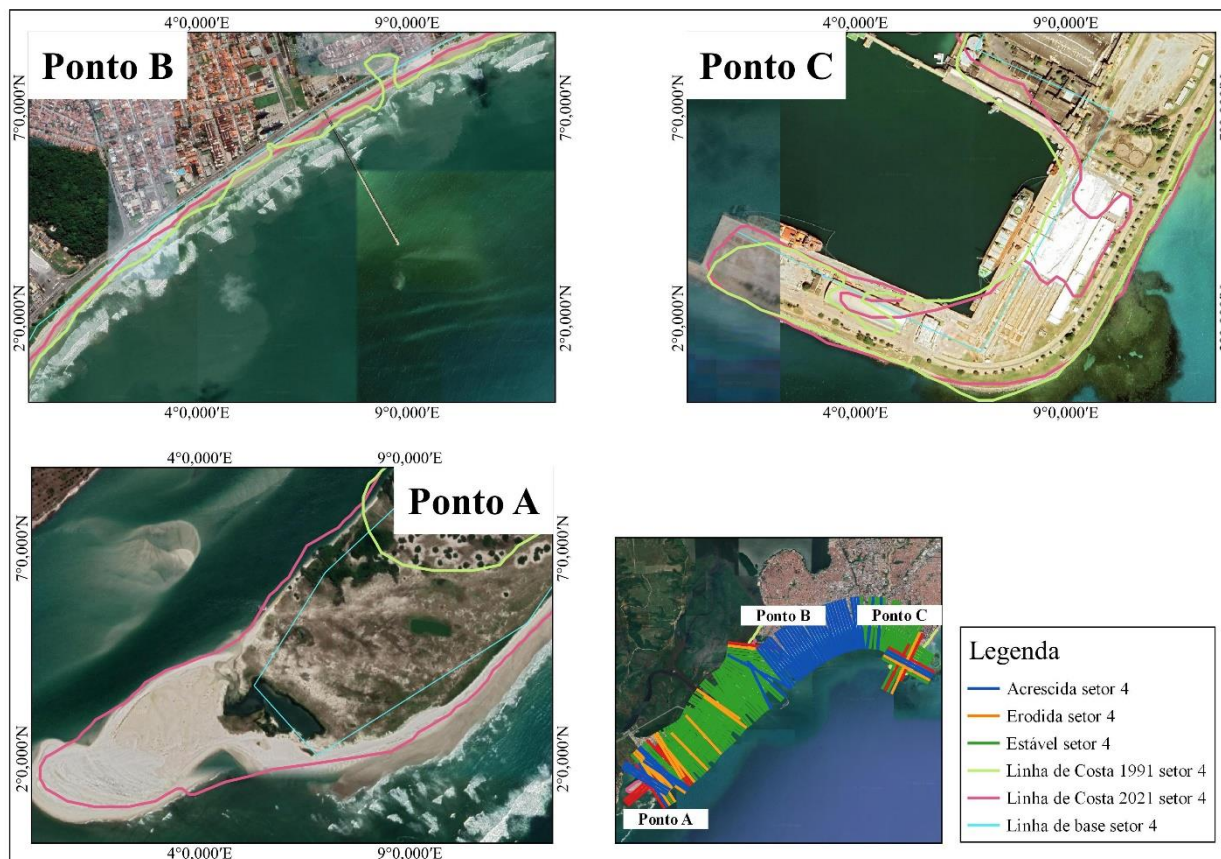 4°0,000'E
9°0,000'E
4°0,000'E
9°0,000'E
Ponto B
Ponto C
7°0,000'N
7°0,000'N
7°0,000'N
2°0,000'N
2°0,000'N
2°0,000'N
4°0,000'E
9°0,000'E
4°0,000'E
9°0,000'E
4°0,000'E
9°0,000'E
Ponto A
7°0,000'N
7°0,000'N
2°0,000'N
2°0,000'N
4°0,000'E
9°0,000'E
Ponto B
Ponto C
Ponto A
Legenda
Acrescida setor 4
Erodida setor 4
Estável setor 4
Linha de Costa 1991 setor 4
Linha de Costa 2021 setor 4
Linha de base setor 4